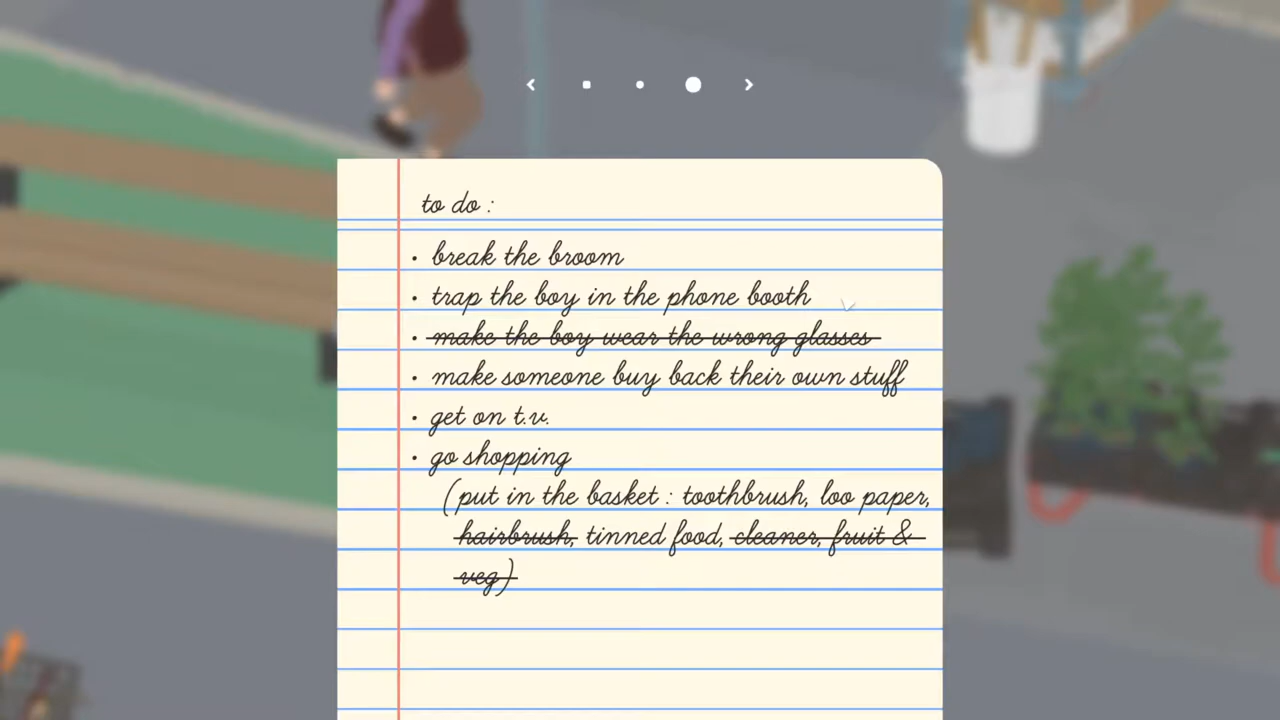 to do :
• break the broom
• trap the boy in the phone booth
• make the boy wear the wrong glasses
• make someone buy back their own stuff
• get on t.v.
• go shopping
(put in the basket : toothbrush, loo paper,
hairbrush, tinned food, cleaner, fruit &
veg)